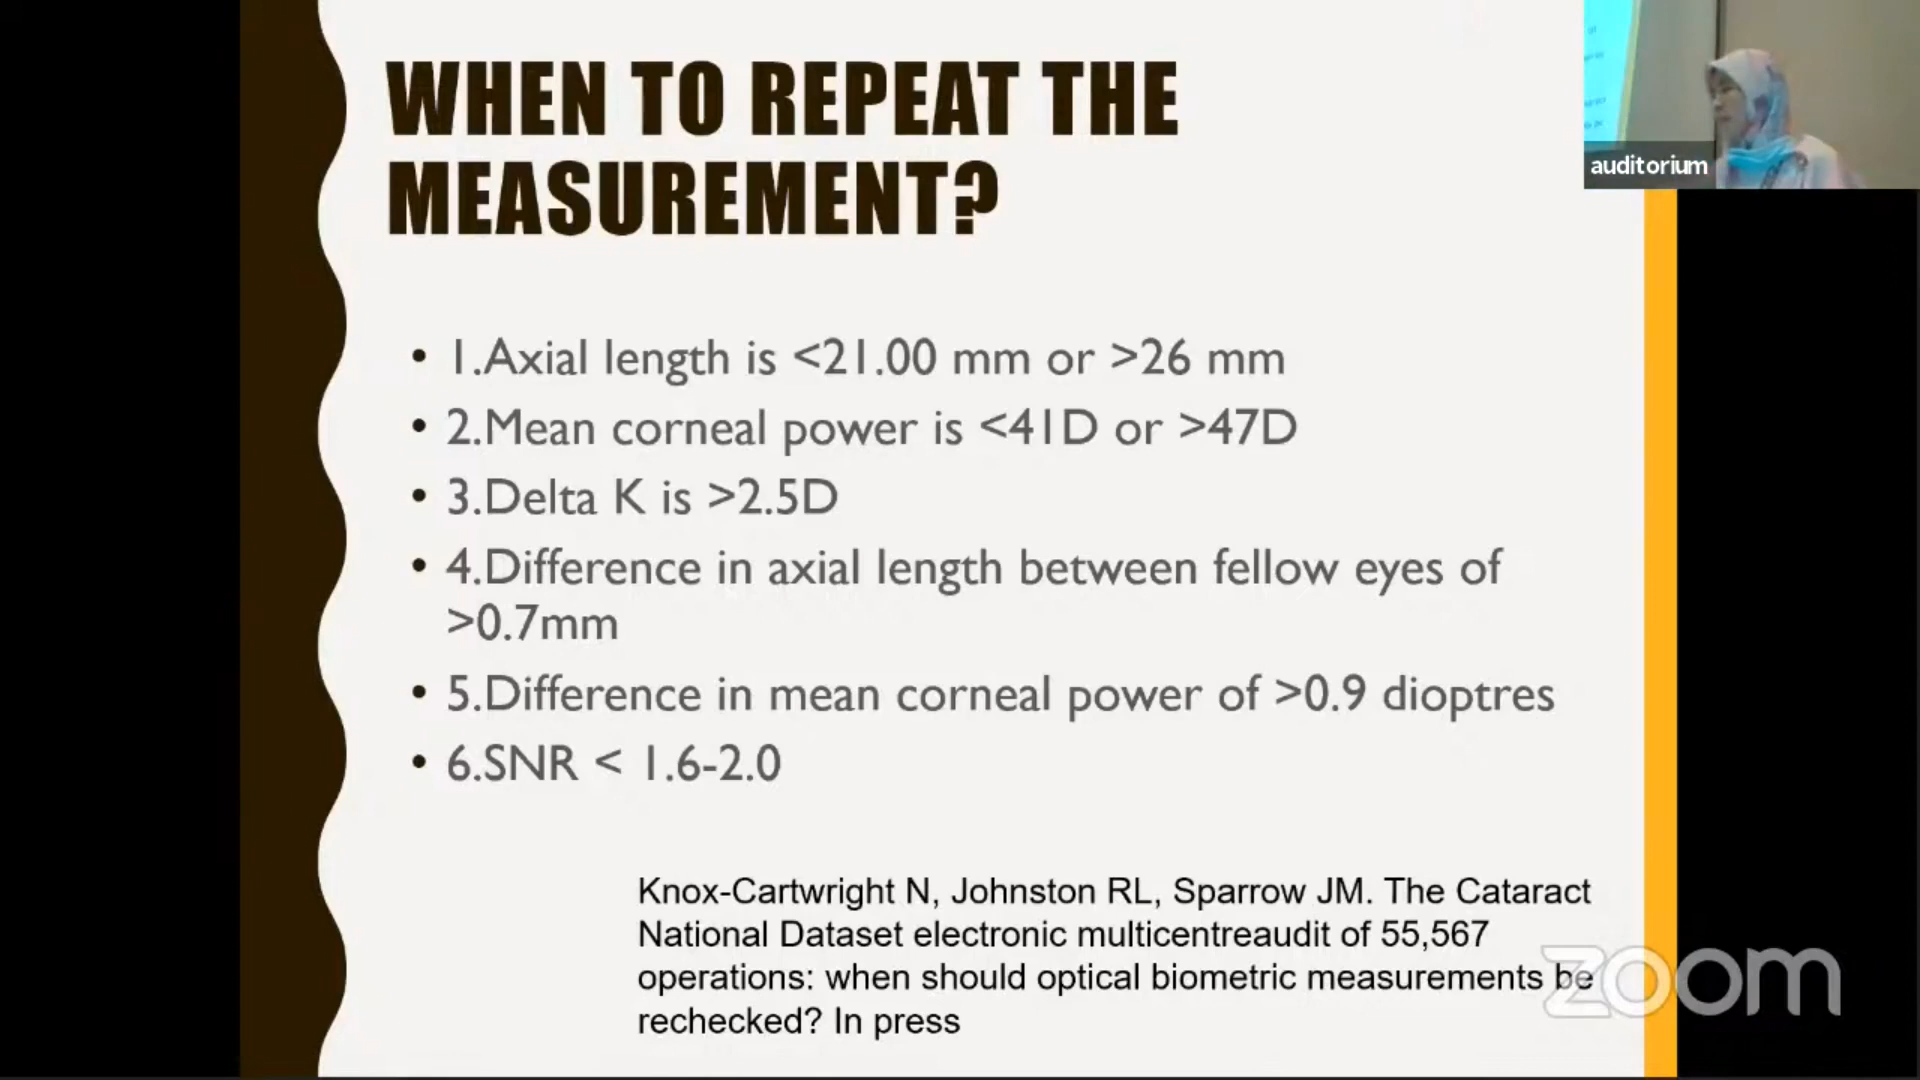 WHEN TO REPEAT THE
MEASUREMENT?
auditorium
• 1.Axial length is <21.00 mm or >26 mm
• 2.Mean corneal power is <41D or >47D
• 3.Delta K is >2.5D
• 4.Difference in axial length between fellow eyes of
>0.7mm
• 5.Difference in mean corneal power of >0.9 dioptres
• 6.SNR < 1.6-2.0
Knox-Cartwright N, Johnston RL, Sparrow JM. The Cataract
National Dataset electronic multicentreaudit of 55,567
operations: when should optical biometric measurements be
rechecked? In press
zoom